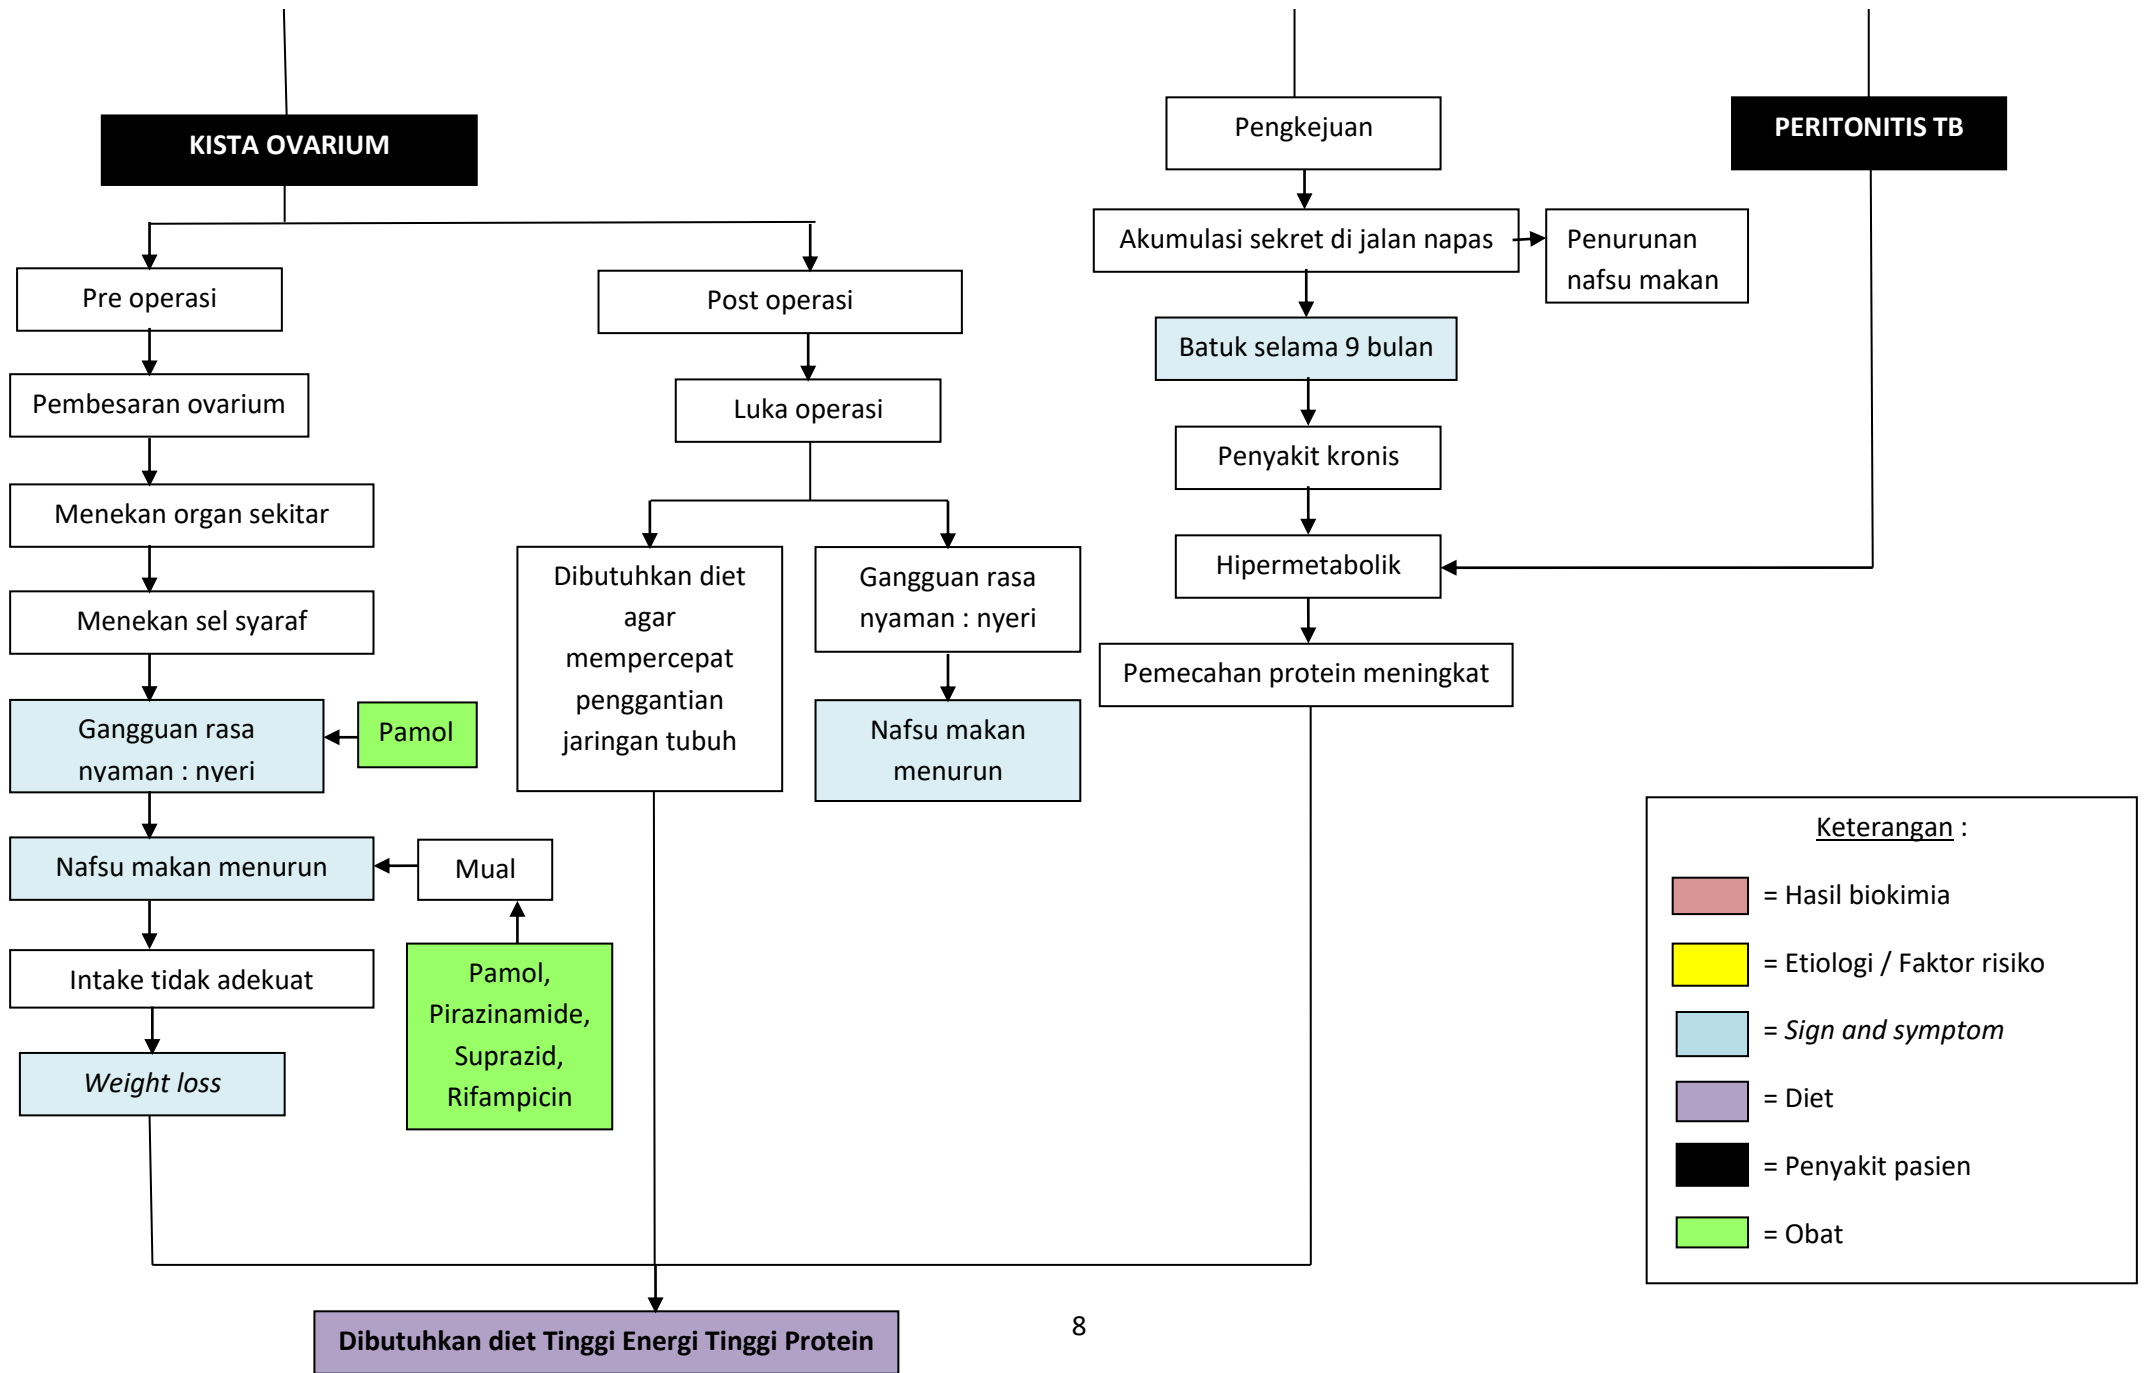 KISTA OVARIUM
Pre operasi
Pembesaran ovarium
Menekan organ sekitar
Menekan sel syaraf
Gangguan rasa
nyaman : nyeri
Pamol
Nafsu makan menurun
Mual
Pamol,
Pirazinamide,
Suprazid,
Rifampicin
Intake tidak adekuat
Weight loss
Post operasi
Luka operasi
Dibutuhkan diet
agar
mempercepat
penggantian
jaringan tubuh
Gangguan rasa
nyaman : nyeri
Nafsu makan
menurun
Pengkejuan
Akumulasi sekret di jalan napas
Penurunan
nafsu makan
Batuk selama 9 bulan
Penyakit kronis
Hipermetabolik
Pemecahan protein meningkat
PERITONITIS TB
Keterangan :
= Hasil biokimia
= Etiologi / Faktor risiko
= Sign and symptom
= Diet
= Penyakit pasien
= Obat
Dibutuhkan diet Tinggi Energi Tinggi Protein
8